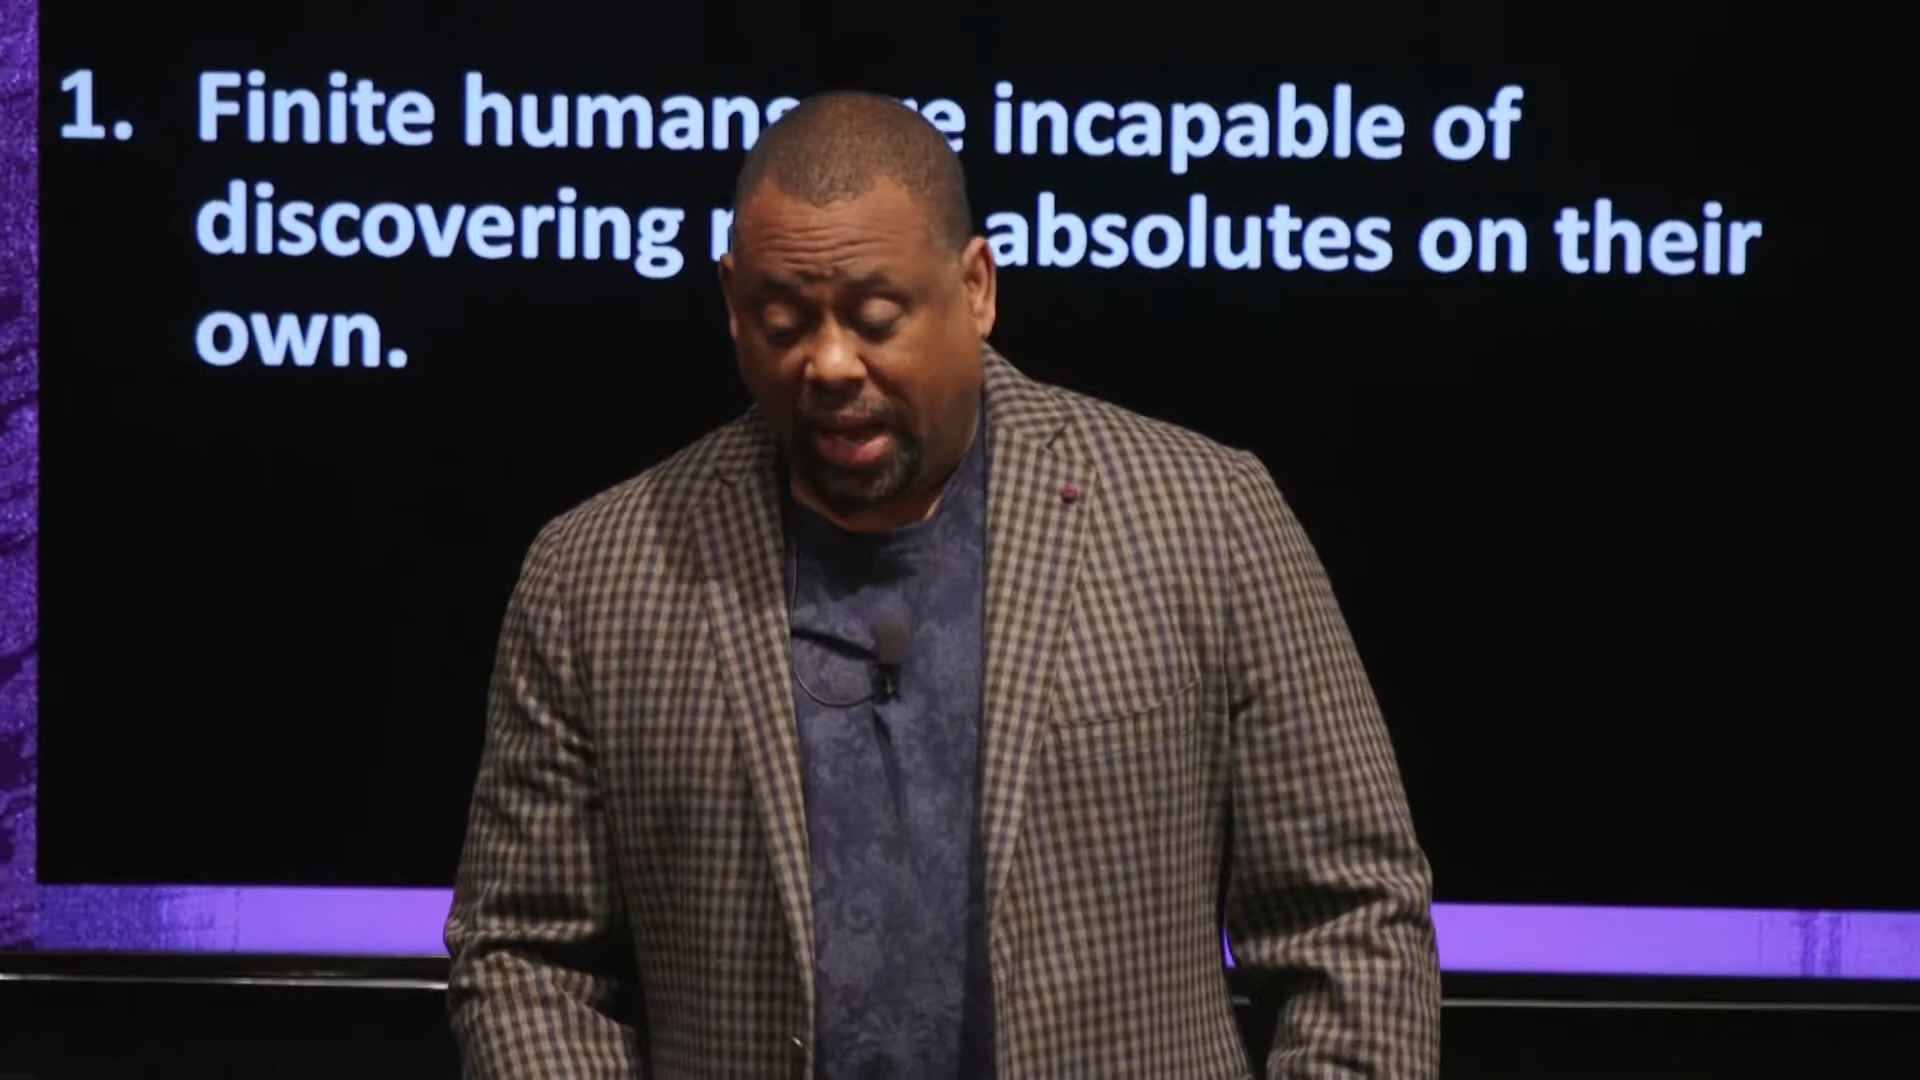 1. Finite humans incapable of
discovering absolutes on their
own.